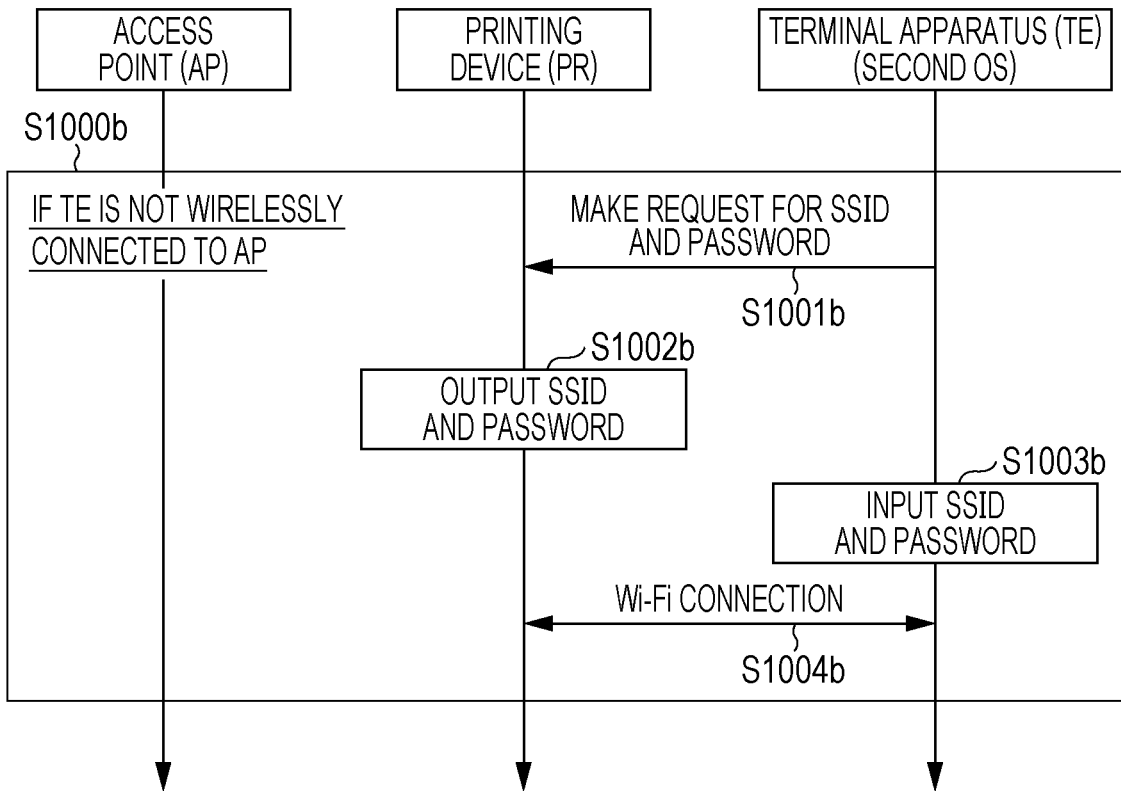 ACCESS
POINT (AP)
PRINTING
DEVICE (PR)
TERMINAL APPARATUS (TE)
(SECOND OS)
S1000b
IF TE IS NOT WIRELESSLY
CONNECTED TO AP
MAKE REQUEST FOR SSID
AND PASSWORD
S1001b
S1002b
OUTPUT SSID
AND PASSWORD
S1003b
INPUT SSID
AND PASSWORD
Wi-Fi CONNECTION
S1004b